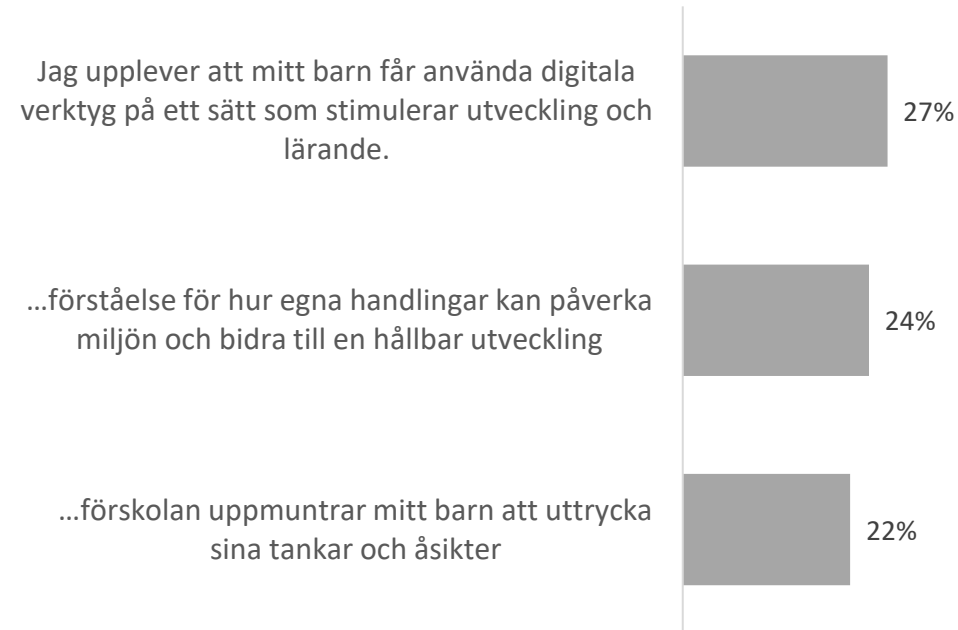 Jag upplever att mitt barn får använda digitala
verktyg på ett sätt som stimulerar utveckling och
lärande.
27%
...förståelse för hur egna handlingar kan påverka
miljön och bidra till en hållbar utveckling
24%
...förskolan uppmuntrar mitt barn att uttrycka
sina tankar och åsikter
22%